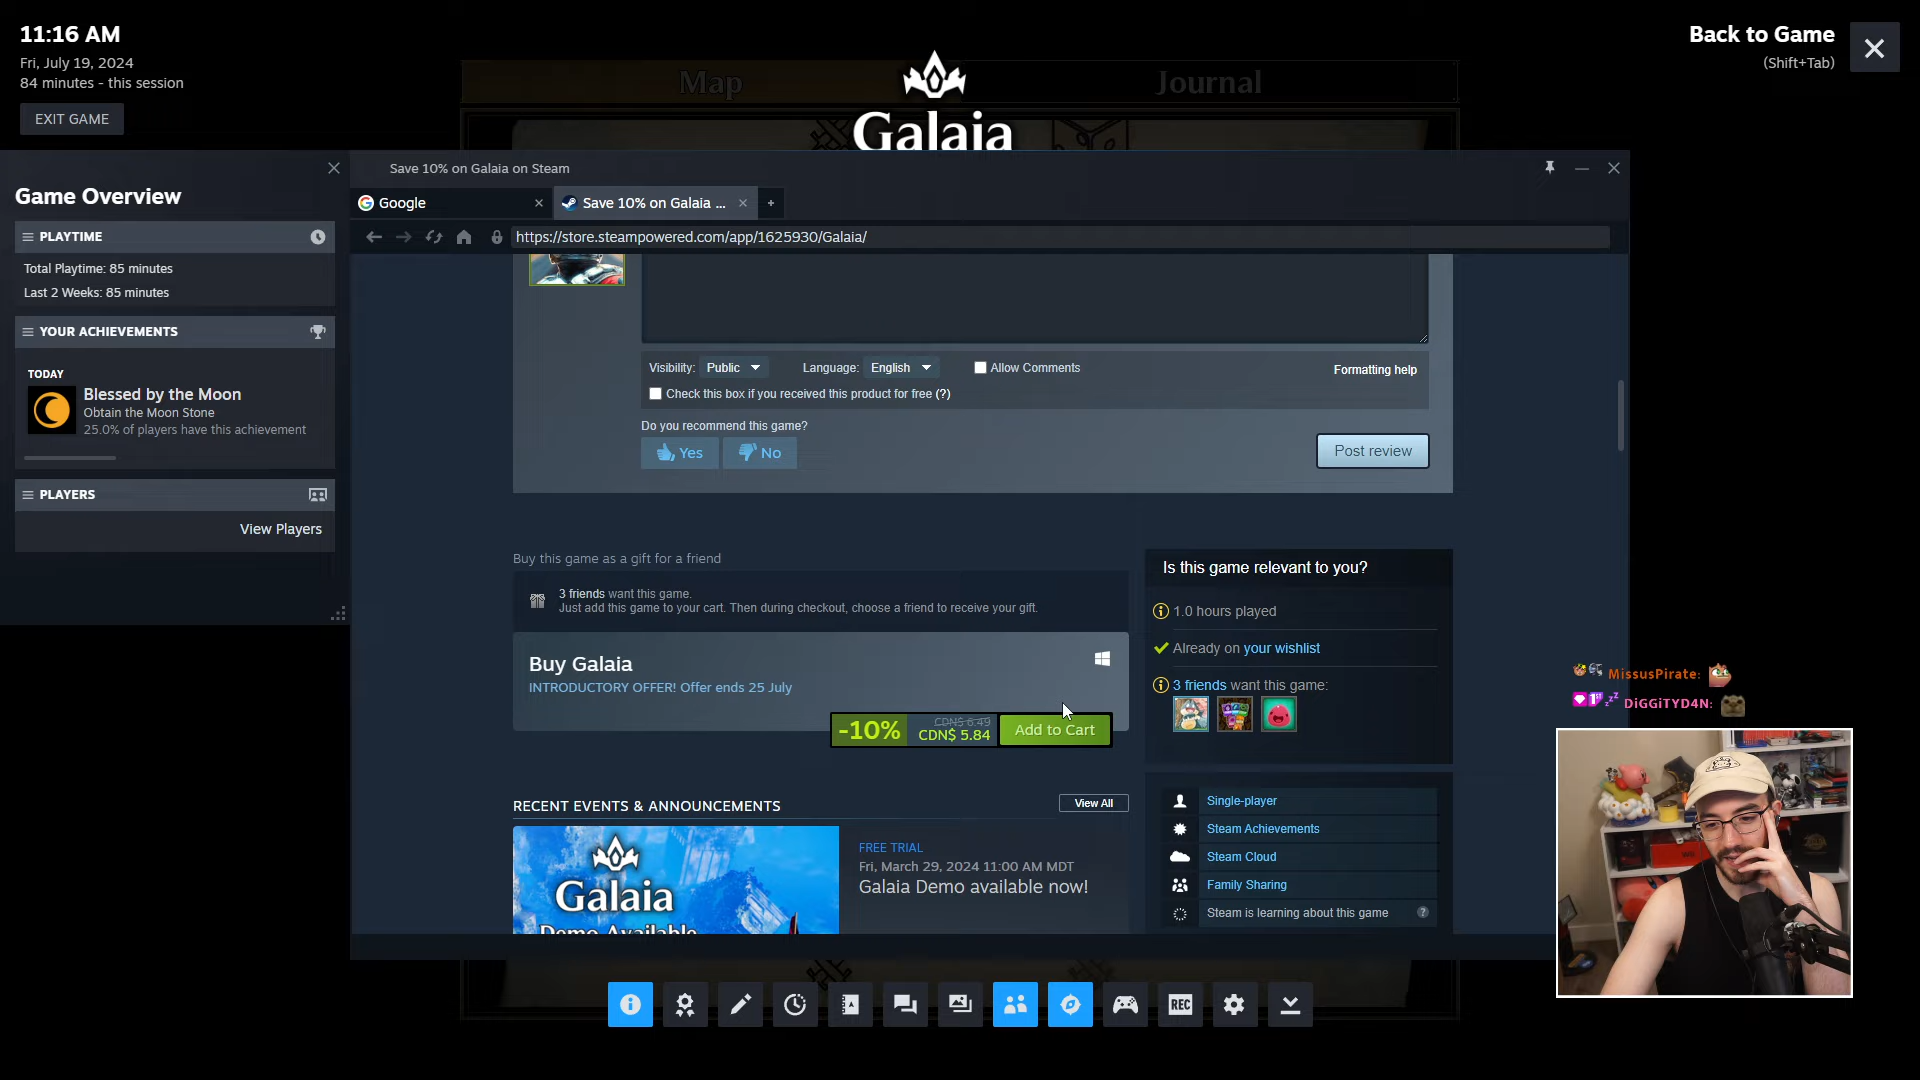 11:16 AM
Fri, July 19, 2024
84 minutes - this session
EXIT GAME
Back to Game
(Shift+Tab)
Map
Journal
Galaia
Save 10% on Galaia on Steam
Game Overview
Google
Save 10% on Galaia ...
https://store.steampowered.com/app/1625930/Galaia/
PLAYTIME
Total Playtime: 85 minutes
Last 2 Weeks: 85 minutes
YOUR ACHIEVEMENTS
TODAY
Blessed by the Moon
Obtain the Moon Stone
25.0% of players have this achievement
PLAYERS
View Players
Visibility: Public
Language: English
Allow Comments
Formatting help
Check this box if you received this product for free (?)
Do you recommend this game?
Yes
No
Post review
Buy this game as a gift for a friend
3 friends want this game.
Just add this game to your cart. Then during checkout, choose a friend to receive your gift.
Buy Galaia
INTRODUCTORY OFFER! Offer ends 25 July
-10%
CDN$ 6.49
CDN$ 5.84
Add to Cart
Is this game relevant to you?
1.0 hours played
Already on your wishlist
3 friends want this game:
MissusPirate:
DiGGiTYD4N:
RECENT EVENTS & ANNOUNCEMENTS
View All
Galaia
Demo Available
FREE TRIAL
Fri, March 29, 2024 11:00 AM MDT
Galaia Demo available now!
Single-player
Steam Achievements
Steam Cloud
Family Sharing
Steam is learning about this game
?
REC